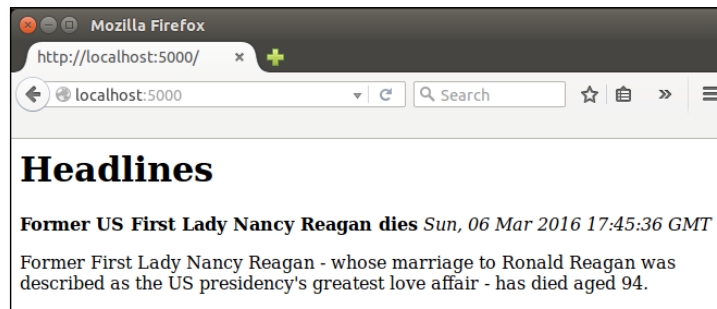 Mozilla Firefox
http://localhost:5000/
localhost:5000
Search
Headlines
Former US First Lady Nancy Reagan dies Sun, 06 Mar 2016 17:45:36 GMT
Former First Lady Nancy Reagan - whose marriage to Ronald Reagan was
described as the US presidency's greatest love affair - has died aged 94.